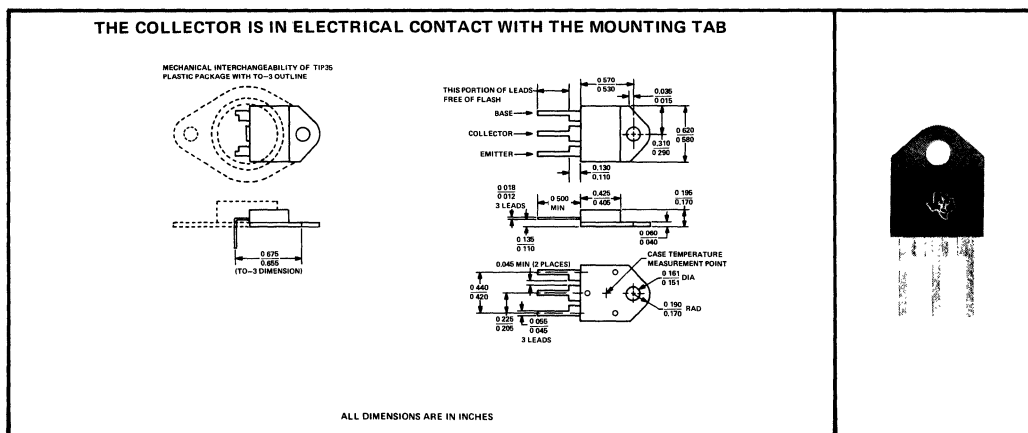 THE COLLECTOR IS IN ELECTRICAL CONTACT WITH THE MOUNTING TAB
MECHANICAL INTERCHANGEABILITY OF TIP35
PLASTIC PACKAGE WITH TO-3 OUTLINE
0 675
0.655
(TO-3 DIMENSION)
THIS PORTION OF LEADS
FREE OF FLASH
BASE
COLLECTOR
EMITTER
0 570
0 530
0.035
0 015
0 620
0 580
0.310
0 290
0.130
0 110
0 018
0 012
3 LEADS
0 500
MIN
0.425
0 405
0 195
0.170
0 135
0 110
0 060
0 040
0.045 MIN (2 PLACES)
CASE TEMPERATURE
MEASUREMENT POINT
0 440
0 420
0 161
0 151 DIA
0 190
0.170 RAD
0 225
0 205
0 055
0 045
3 LEADS
ALL DIMENSIONS ARE IN INCHES